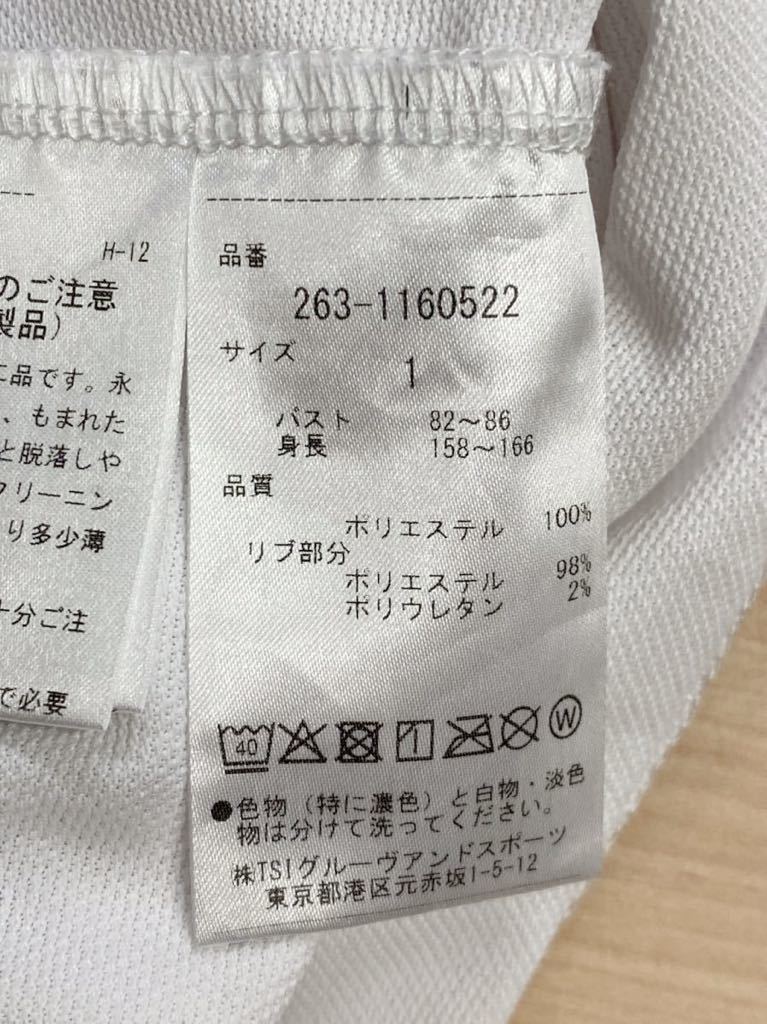 H-12
のご注意
製品)
品です。永
、もまれた
と脱落しや
クリーニン
り多少薄
十分ご注
で必要
品番
263-1160522
サイズ
1
バスト 82〜86
身長 158〜166
品質
ポリエステル 100%
リブ部分
ポリエステル 98%
ポリウレタン 2%
40
W
●色物(特に濃色)と白物・淡色
物は分けて洗ってください。
㈱TSIグルーヴアンドスポーツ
東京都港区元赤坂1-5-12